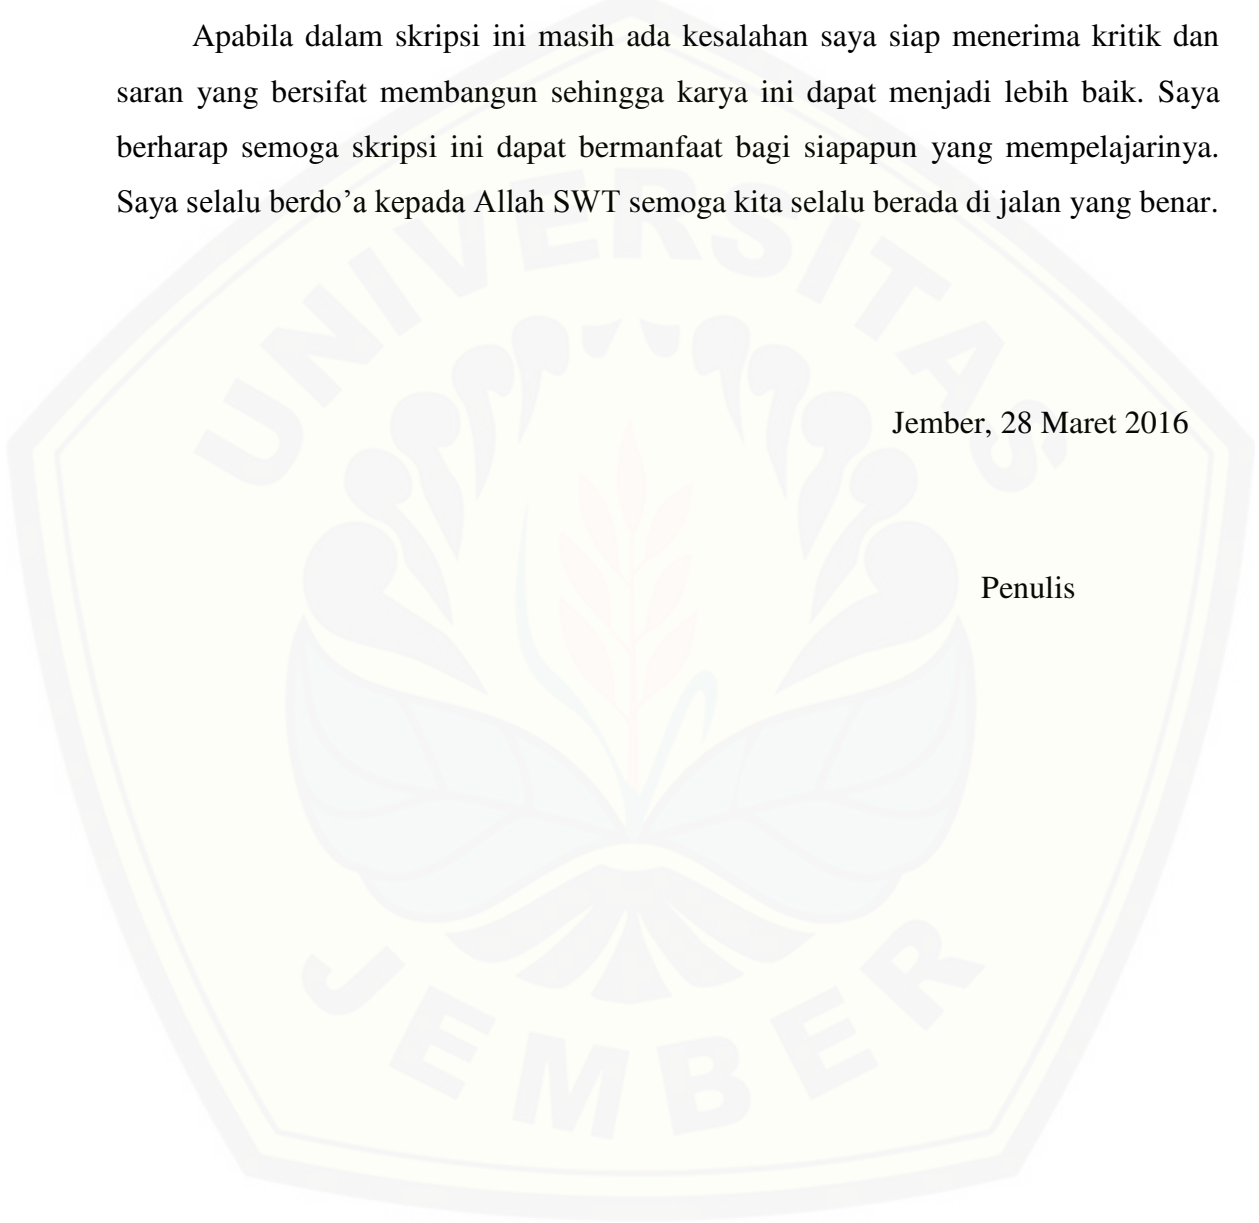 Apabila dalam skripsi ini masih ada kesalahan saya siap menerima kritik dan
saran yang bersifat membangun sehingga karya ini dapat menjadi lebih baik. Saya
berharap semoga skripsi ini dapat bermanfaat bagi siapapun yang mempelajarinya.
Saya selalu berdo’a kepada Allah SWT semoga kita selalu berada di jalan yang benar.
UNIVERSITAS
Jember, 28 Maret 2016
Penulis
JEMBER